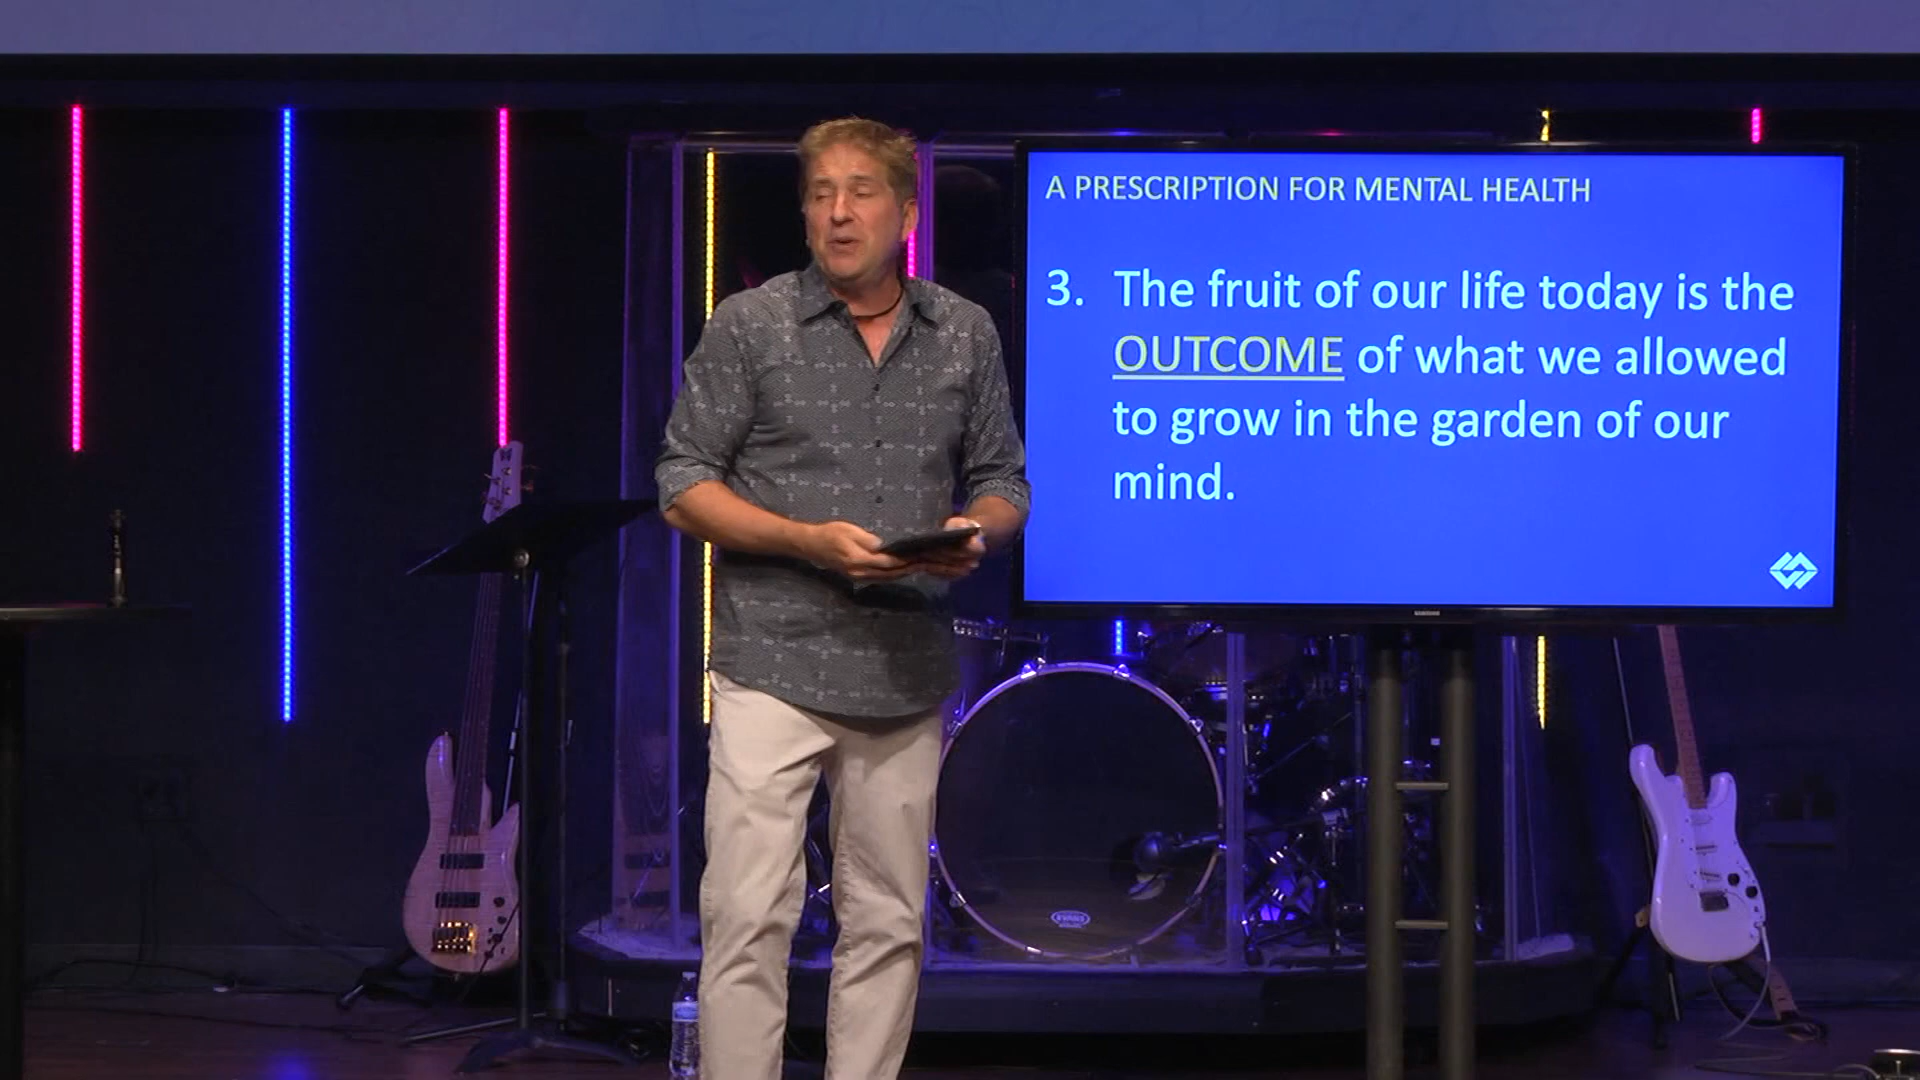 A PRESCRIPTION FOR MENTAL HEALTH
3. The fruit of our life today is the
OUTCOME of what we allowed
to grow in the garden of our
mind.
EVANS